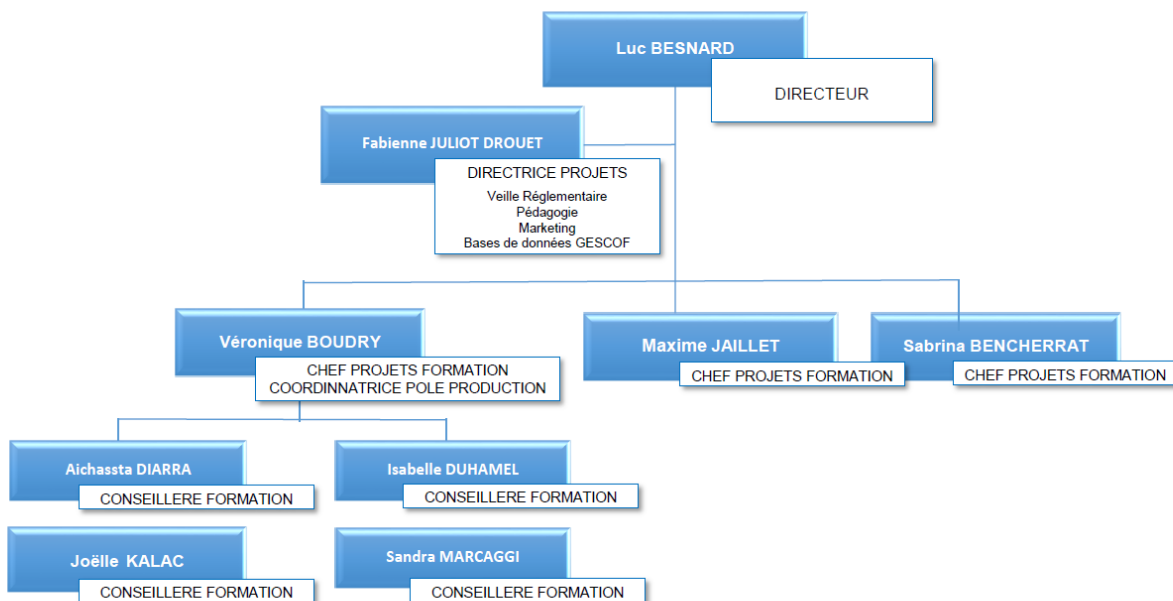 Luc BESNARD
DIRECTEUR
Fabienne JULIOT DROUET
DIRECTRICE PROJETS
Veille Réglementaire
Pédagogie
Marketing
Bases de données GESCOF
Véronique BOUDRY
CHEF PROJETS FORMATION
COORDINNATRICE POLE PRODUCTION
Maxime JAILLET
CHEF PROJETS FORMATION
Sabrina BENCHERRAT
CHEF PROJETS FORMATION
Aichassta DIARRA
CONSEILLERE FORMATION
Isabelle DUHAMEL
CONSEILLERE FORMATION
Joëlle KALAC
CONSEILLERE FORMATION
Sandra MARCAGGI
CONSEILLERE FORMATION